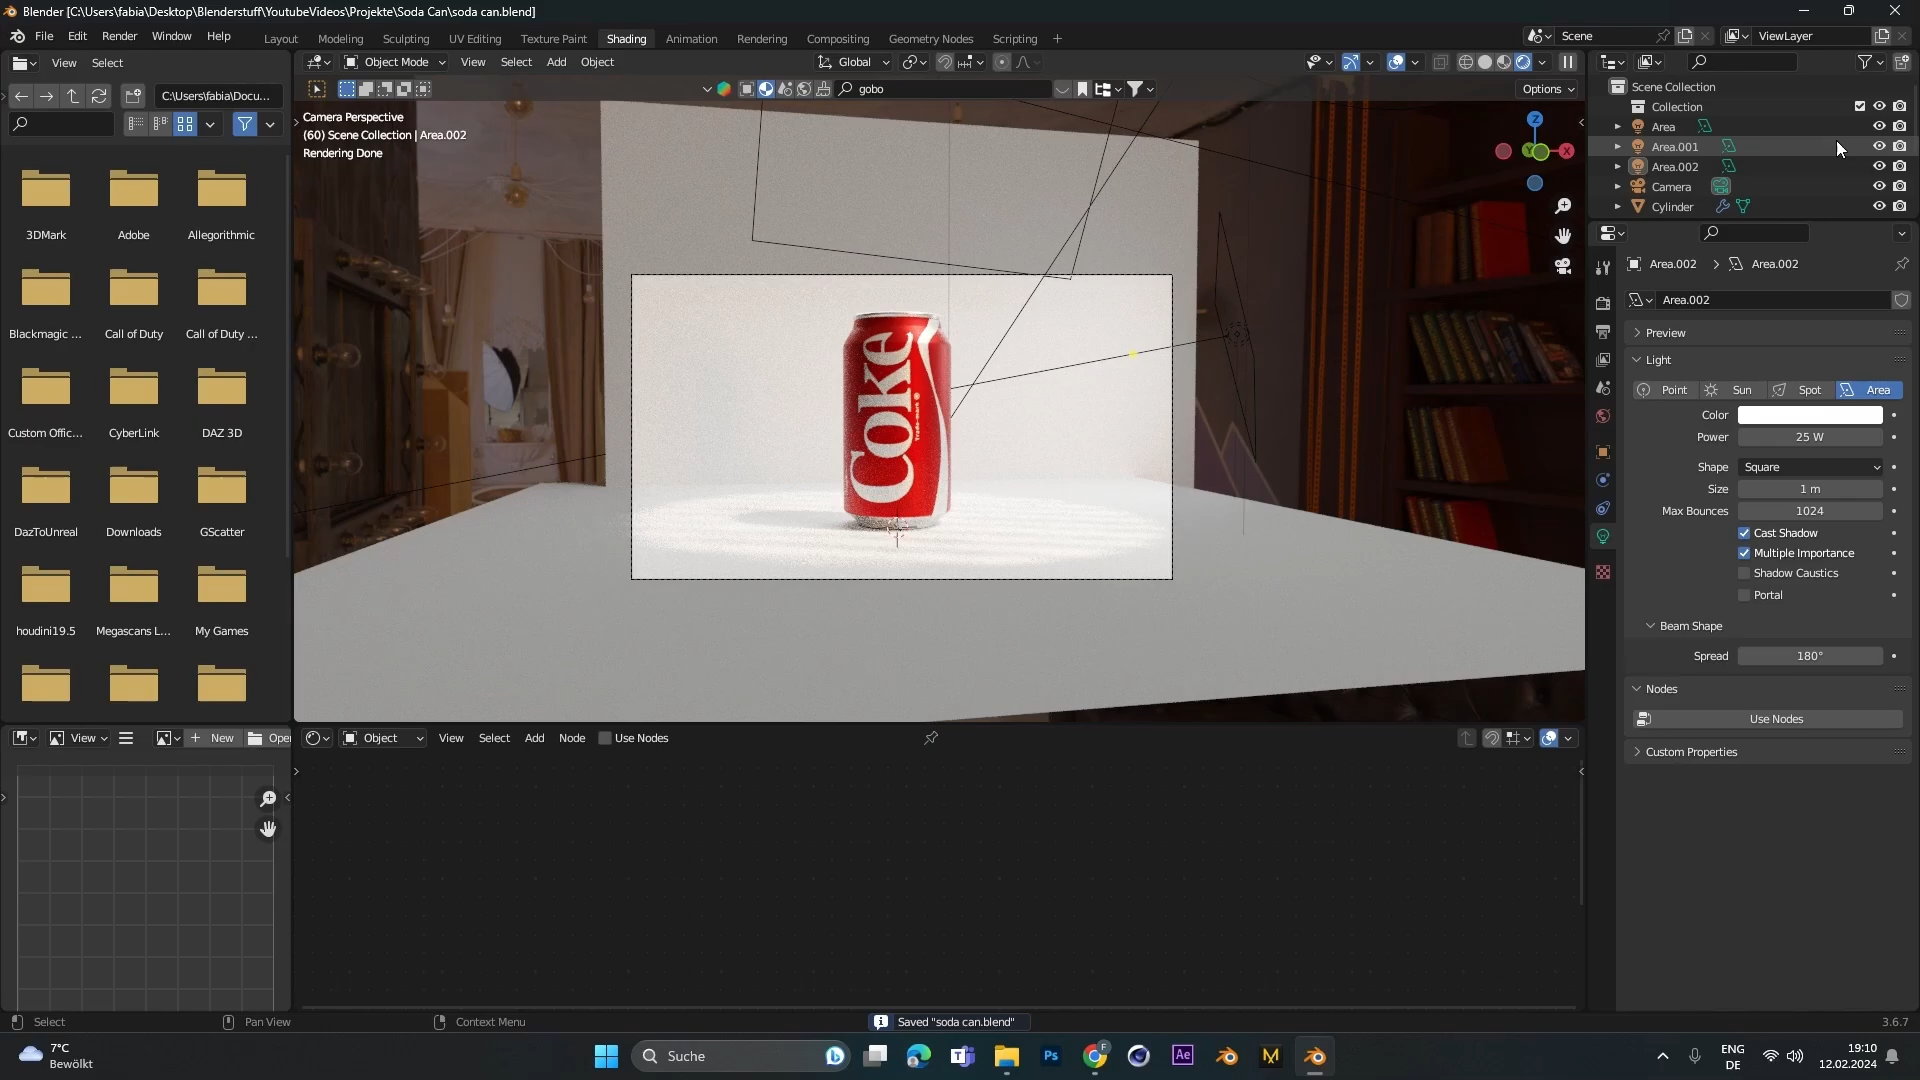 Blender [C:\Users\fabia\Desktop\Blenderstuff\YoutubeVideos\Projekte\Soda Can\soda can.blend]
File Edit Render Window Help
Layout Modeling Sculpting UV Editing Texture Paint Shading Animation Rendering Compositing Geometry Nodes Scripting +
Scene
ViewLayer
View Select
Object Mode View Select Add Object
Global
C:\Users\fabia\Docu...
gobo
Options
Camera Perspective
(60) Scene Collection | Area.002
Rendering Done
Z
Y
X
Coke
Trade-mark ®
3DMark Adobe Allegorithmic
Blackmagic ... Call of Duty Call of Duty ...
Custom Offic... CyberLink DAZ 3D
DazToUnreal Downloads GScatter
houdini19.5 Megascans L... My Games
Scene Collection
Collection
Area
Area.001
Area.002
Camera
Cylinder
Area.002 > Area.002
Area.002
Preview
Light
Point Sun Spot Area
Color
Power 25 W
Shape Square
Size 1 m
Max Bounces 1024
Cast Shadow
Multiple Importance
Shadow Caustics
Portal
Beam Shape
Spread 180°
Nodes
Use Nodes
Custom Properties
View + New Oper
Object View Select Add Node Use Nodes
Select Pan View Context Menu
Saved "soda can.blend"
3.6.7
7°C
Bewölkt
Suche
F
Ps
Ae
M
ENG
DE
19:10
12.02.2024